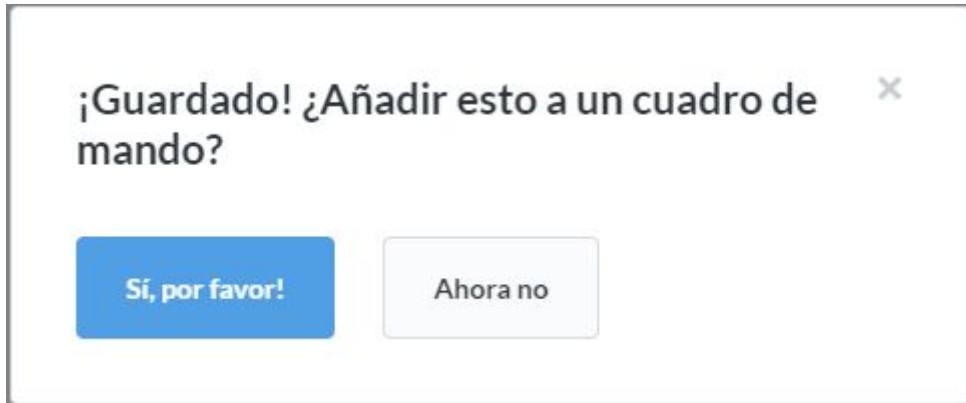 ¡Guardado! ¿Añadir esto a un cuadro de
mando?
Sí, por favor!
Ahora no